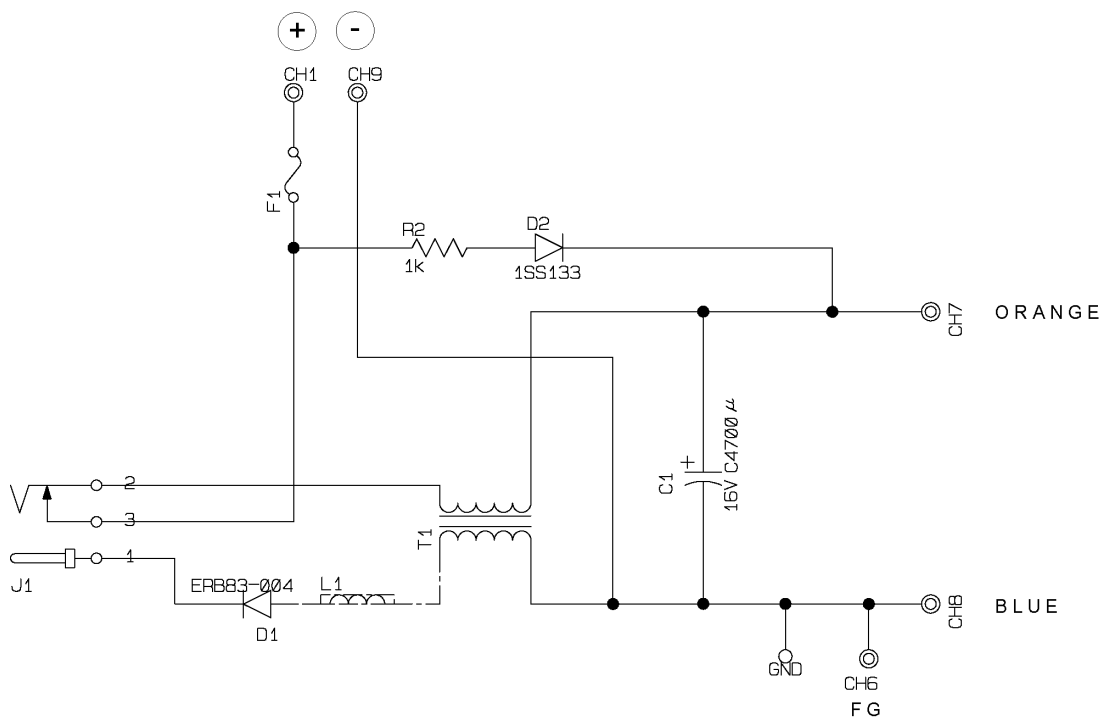 + -
CH1 CH9
F1
R2
1K
D2
1SS133
CH7 ORANGE
C1
16V C4700μ
2
3
1
J1
T1
ERB83-004
D1
L1
CH8 BLUE
GND
CH6
FG